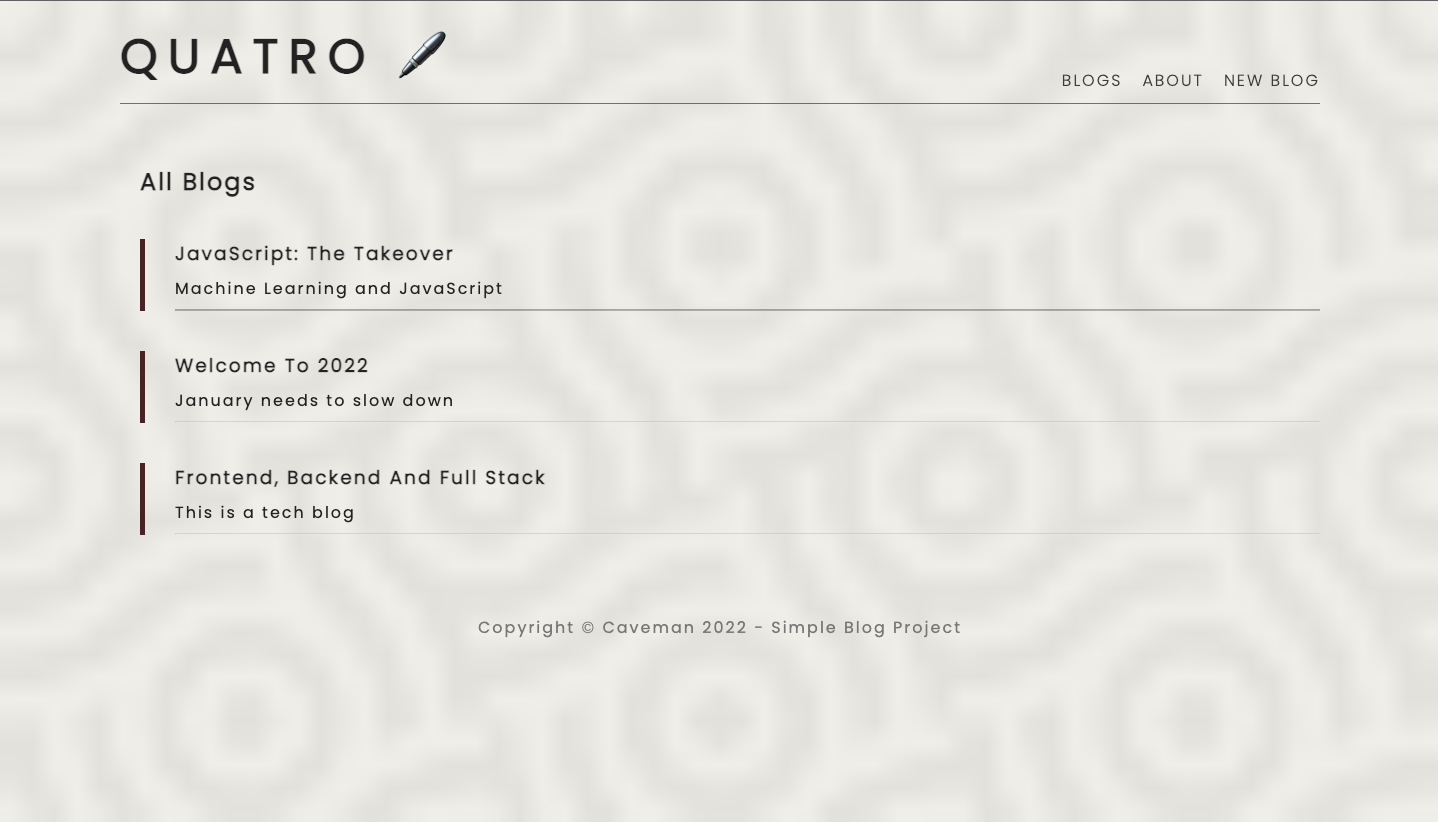 QUATRO
BLOGS ABOUT NEW BLOG
All Blogs
JavaScript: The Takeover
Machine Learning and JavaScript
Welcome To 2022
January needs to slow down
Frontend, Backend And Full Stack
This is a tech blog
Copyright © Caveman 2022 - Simple Blog Project